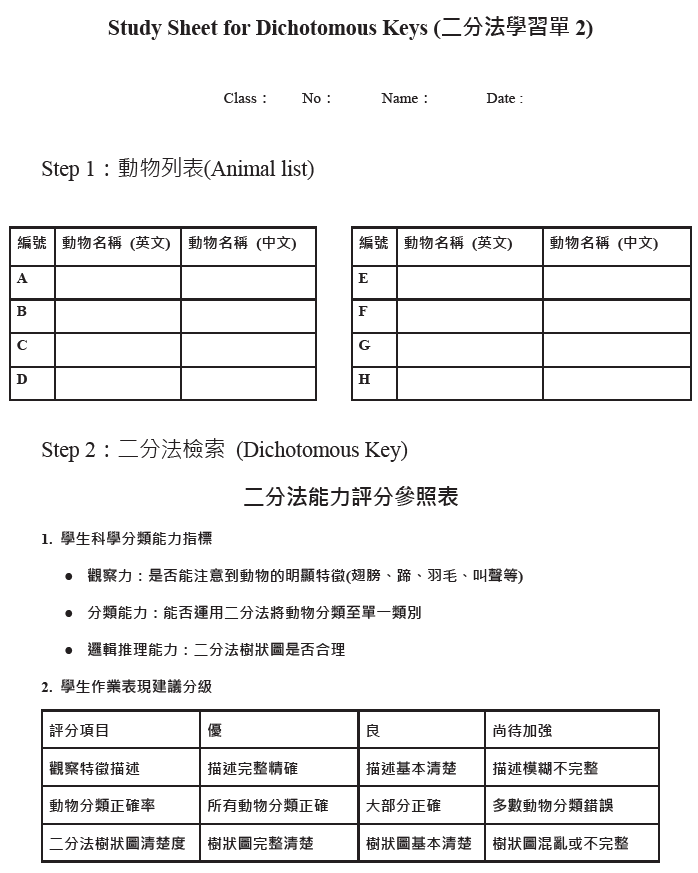 Study Sheet for Dichotomous Keys (二分法學習單 2)
Class： No： Name： Date :
Step 1：動物列表(Animal list)
編號 動物名稱 (英文) 動物名稱 (中文)
A
B
C
D
編號 動物名稱 (英文) 動物名稱 (中文)
E
F
G
H
Step 2：二分法檢索 (Dichotomous Key)
二分法能力評分參照表
1. 學生科學分類能力指標
● 觀察力：是否能注意到動物的明顯特徵(翅膀、蹄、羽毛、叫聲等)
● 分類能力：能否運用二分法將動物分類至單一類別
● 邏輯推理能力：二分法樹狀圖是否合理
2. 學生作業表現建議分級
評分項目 優 良 尚待加強
觀察特徵描述 描述完整精確 描述基本清楚 描述模糊不完整
動物分類正確率 所有動物分類正確 大部分正確 多數動物分類錯誤
二分法樹狀圖清楚度 樹狀圖完整清楚 樹狀圖基本清楚 樹狀圖混亂或不完整